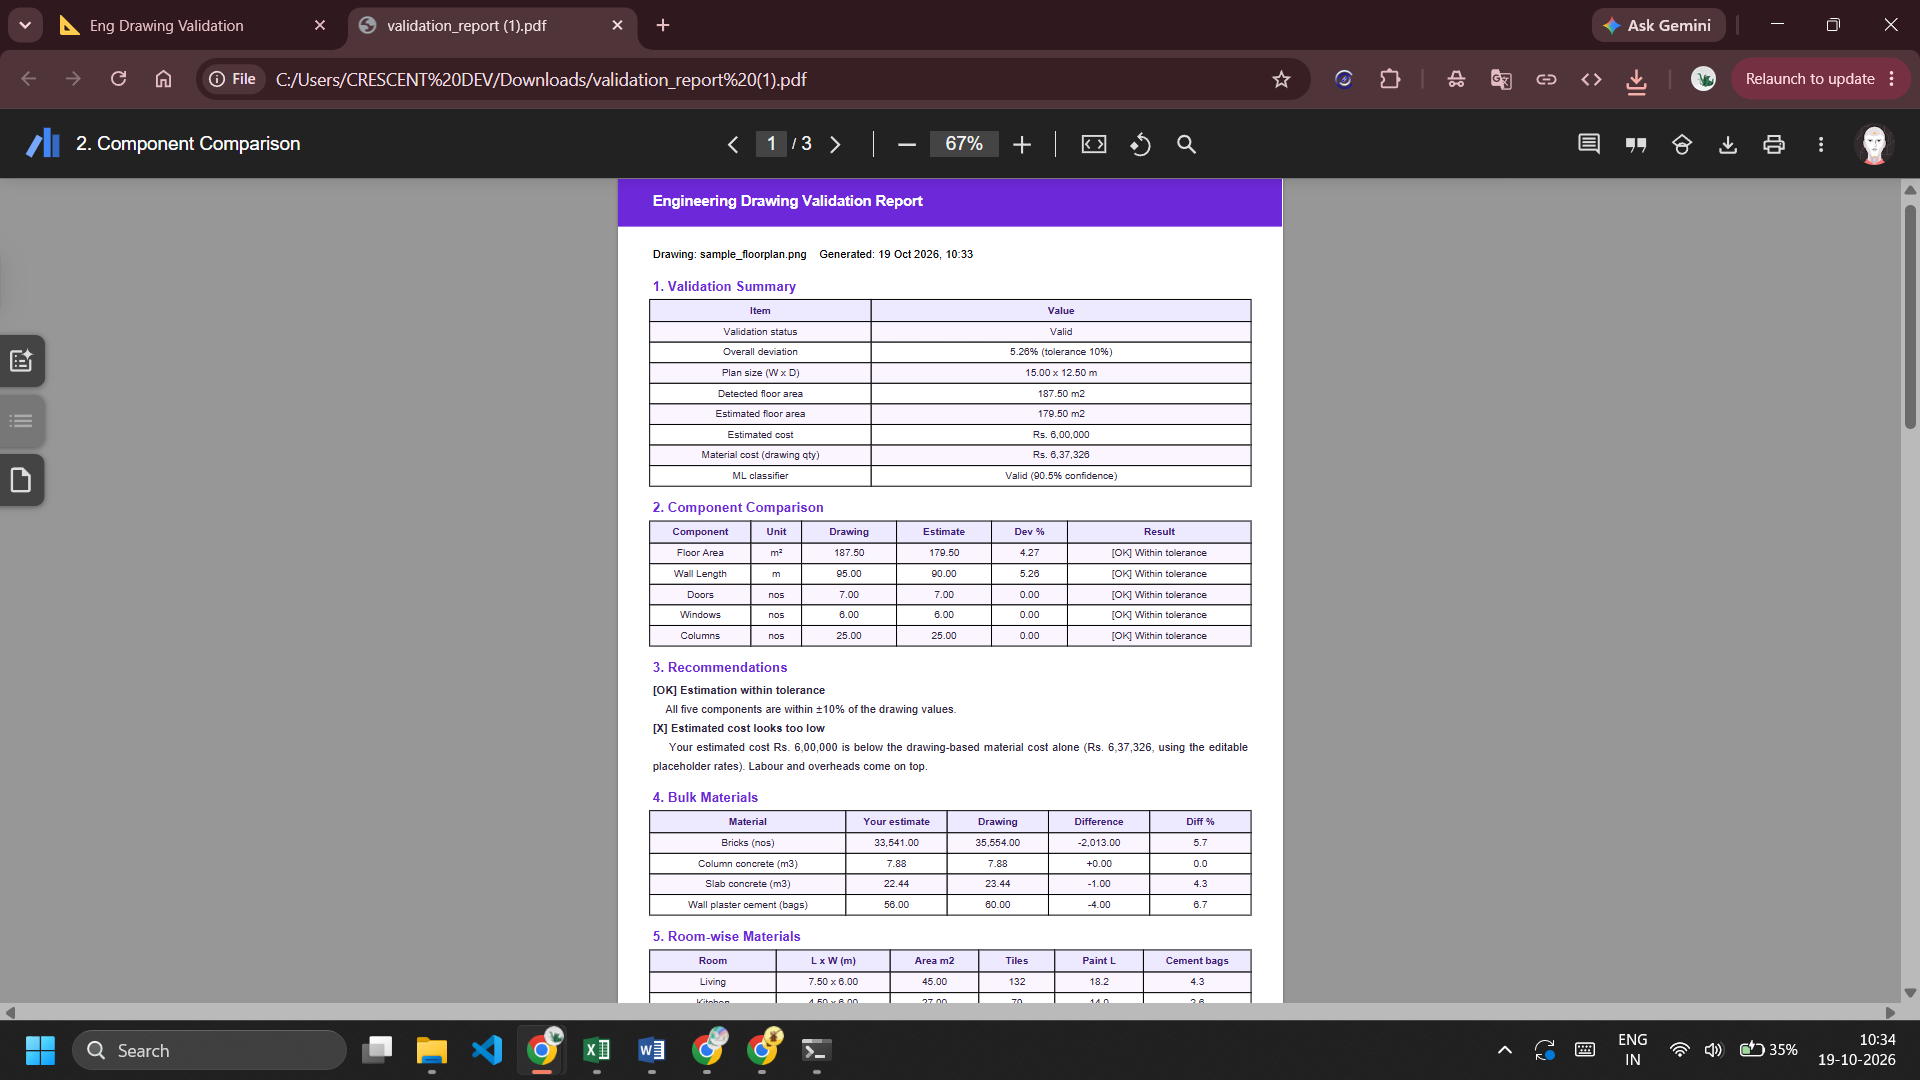 Eng Drawing Validation
validation_report (1).pdf
Ask Gemini
File C:/Users/CRESCENT%20DEV/Downloads/validation_report%20(1).pdf
Relaunch to update
2. Component Comparison
1 / 3
67%
Engineering Drawing Validation Report
Drawing: sample_floorplan.png Generated: 19 Oct 2026, 10:33
1. Validation Summary
Item Value
Validation status Valid
Overall deviation 5.26% (tolerance 10%)
Plan size (W x D) 15.00 x 12.50 m
Detected floor area 187.50 m2
Estimated floor area 179.50 m2
Estimated cost Rs. 6,00,000
Material cost (drawing qty) Rs. 6,37,326
ML classifier Valid (90.5% confidence)
2. Component Comparison
Component Unit Drawing Estimate Dev % Result
Floor Area m² 187.50 179.50 4.27 [OK] Within tolerance
Wall Length m 95.00 90.00 5.26 [OK] Within tolerance
Doors nos 7.00 7.00 0.00 [OK] Within tolerance
Windows nos 6.00 6.00 0.00 [OK] Within tolerance
Columns nos 25.00 25.00 0.00 [OK] Within tolerance
3. Recommendations
[OK] Estimation within tolerance
All five components are within ±10% of the drawing values.
[X] Estimated cost looks too low
Your estimated cost Rs. 6,00,000 is below the drawing-based material cost alone (Rs. 6,37,326, using the editable
placeholder rates). Labour and overheads come on top.
4. Bulk Materials
Material Your estimate Drawing Difference Diff %
Bricks (nos) 33,541.00 35,554.00 -2,013.00 5.7
Column concrete (m3) 7.88 7.88 +0.00 0.0
Slab concrete (m3) 22.44 23.44 -1.00 4.3
Wall plaster cement (bags) 56.00 60.00 -4.00 6.7
5. Room-wise Materials
Room L x W (m) Area m2 Tiles Paint L Cement bags
Living 7.50 x 6.00 45.00 132 18.2 4.3
Kitchen 4.50 x 6.00 27.00 79 14.0 2.6
Search
ENG
IN
35%
10:34
19-10-2026